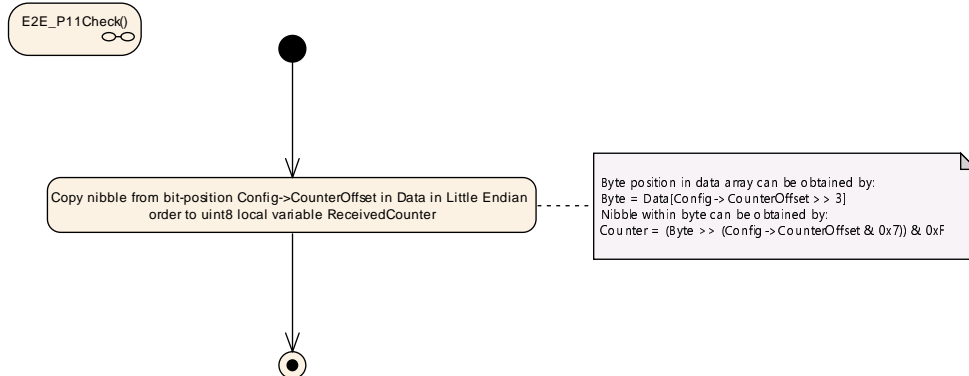 E2E_P11Check()
Copy nibble from bit-position Config->CounterOffset in Data in Little Endian
order to uint8 local variable ReceivedCounter
Byte position in data array can be obtained by:
Byte = Data[Config->CounterOffset >> 3]
Nibble within byte can be obtained by:
Counter = (Byte >> (Config->CounterOffset & 0x7)) & 0xF